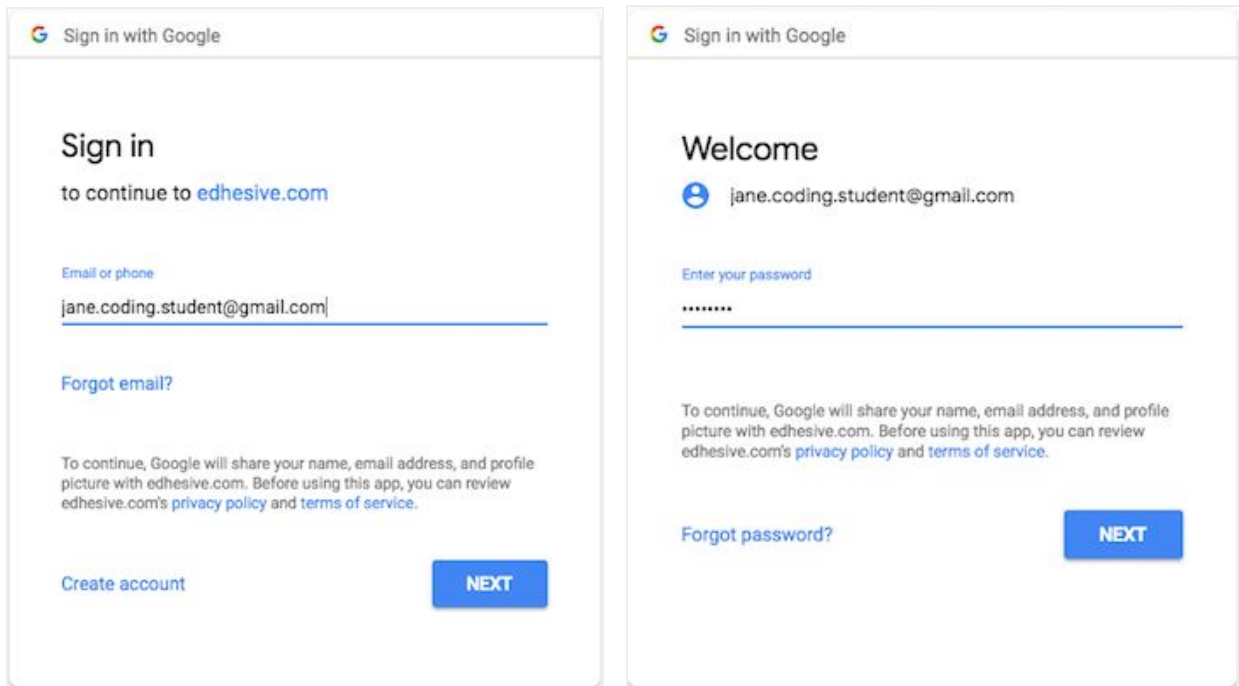 Sign in with Google
Sign in
to continue to edhesive.com
Email or phone
jane.coding.student@gmail.com
Forgot email?
To continue, Google will share your name, email address, and profile
picture with edhesive.com. Before using this app, you can review
edhesive.com's privacy policy and terms of service.
Create account
NEXT
Sign in with Google
Welcome
jane.coding.student@gmail.com
Enter your password
••••••••
To continue, Google will share your name, email address, and profile
picture with edhesive.com. Before using this app, you can review
edhesive.com's privacy policy and terms of service.
Forgot password?
NEXT